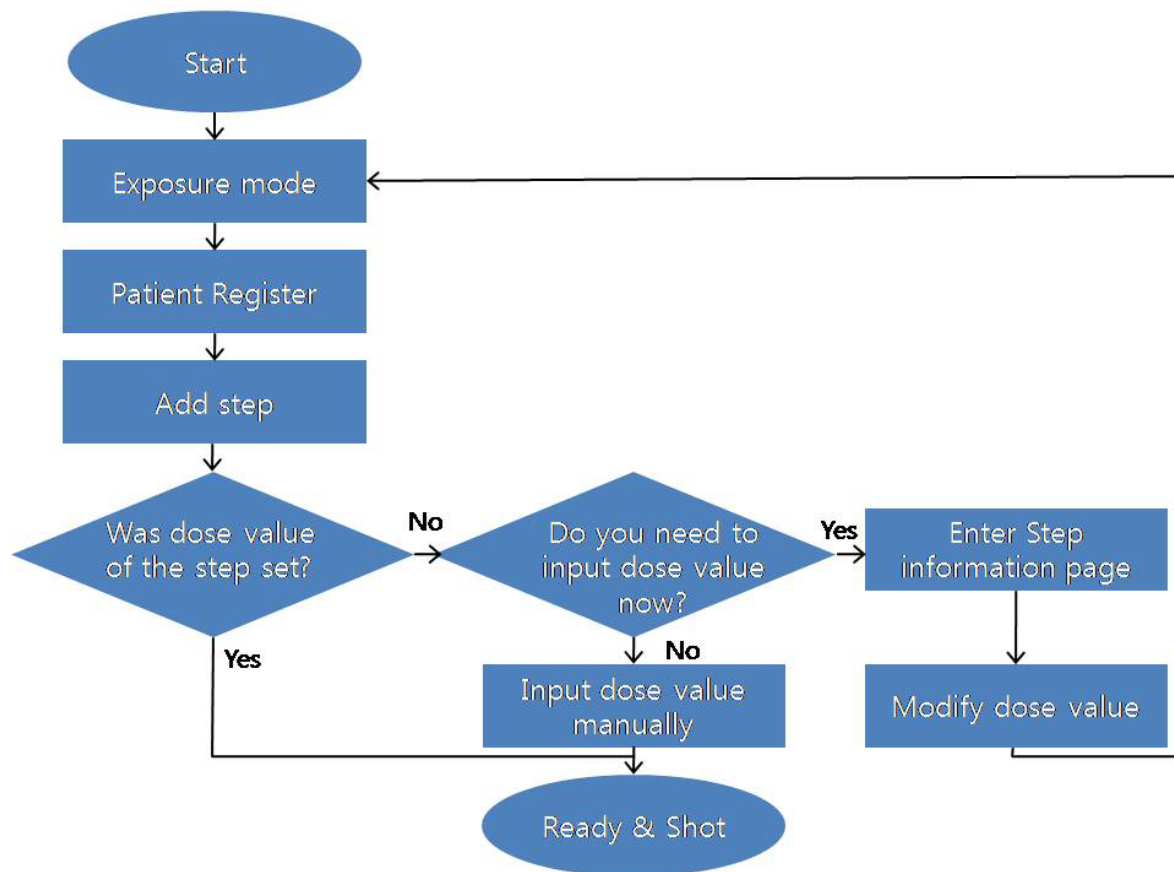 Start
Exposure mode
Patient Register
Add step
Was dose value
of the step set?
No
Do you need to
input dose value
now?
Yes
Enter Step
information page
Yes
No
Input dose value
manually
Modify dose value
Ready & Shot